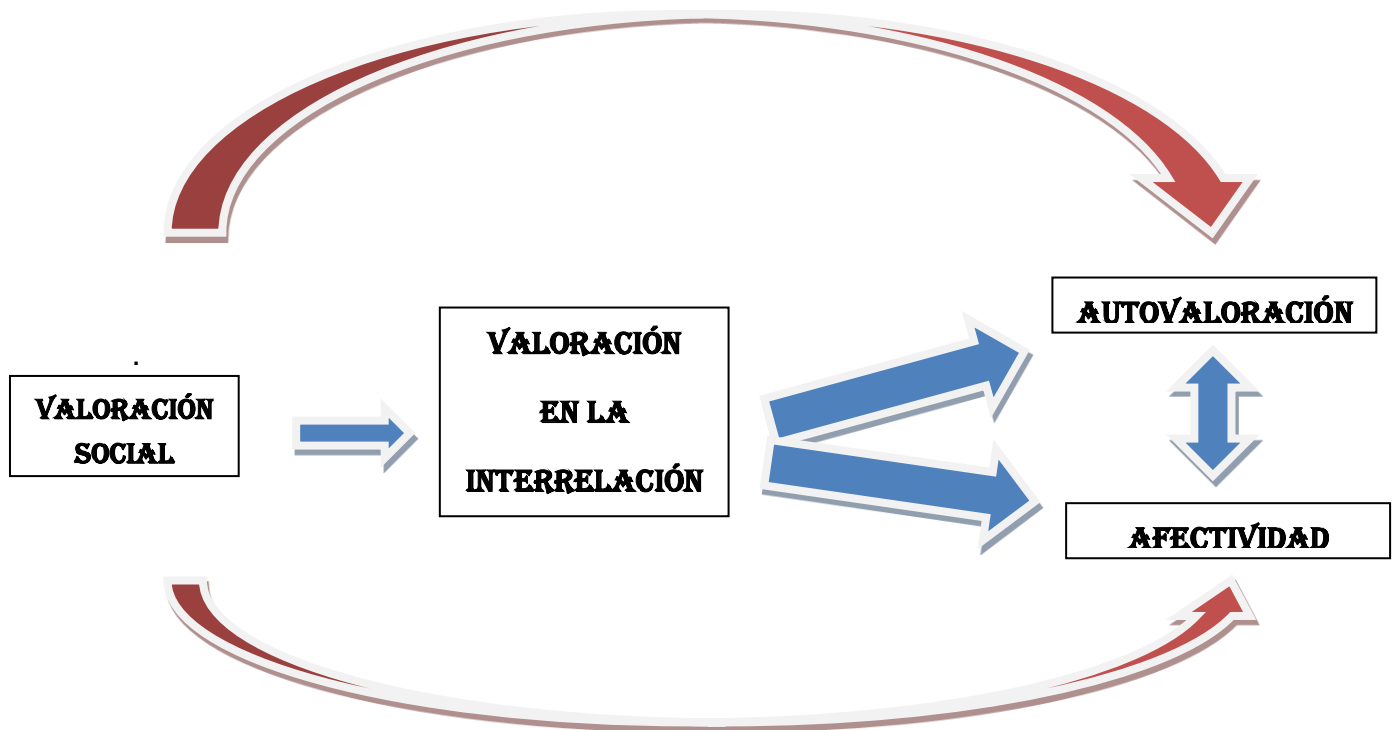 .
VALORACIÓN
SOCIAL
VALORACIÓN
EN LA
INTERRELACIÓN
AUTOVALORACIÓN
AFECTIVIDAD